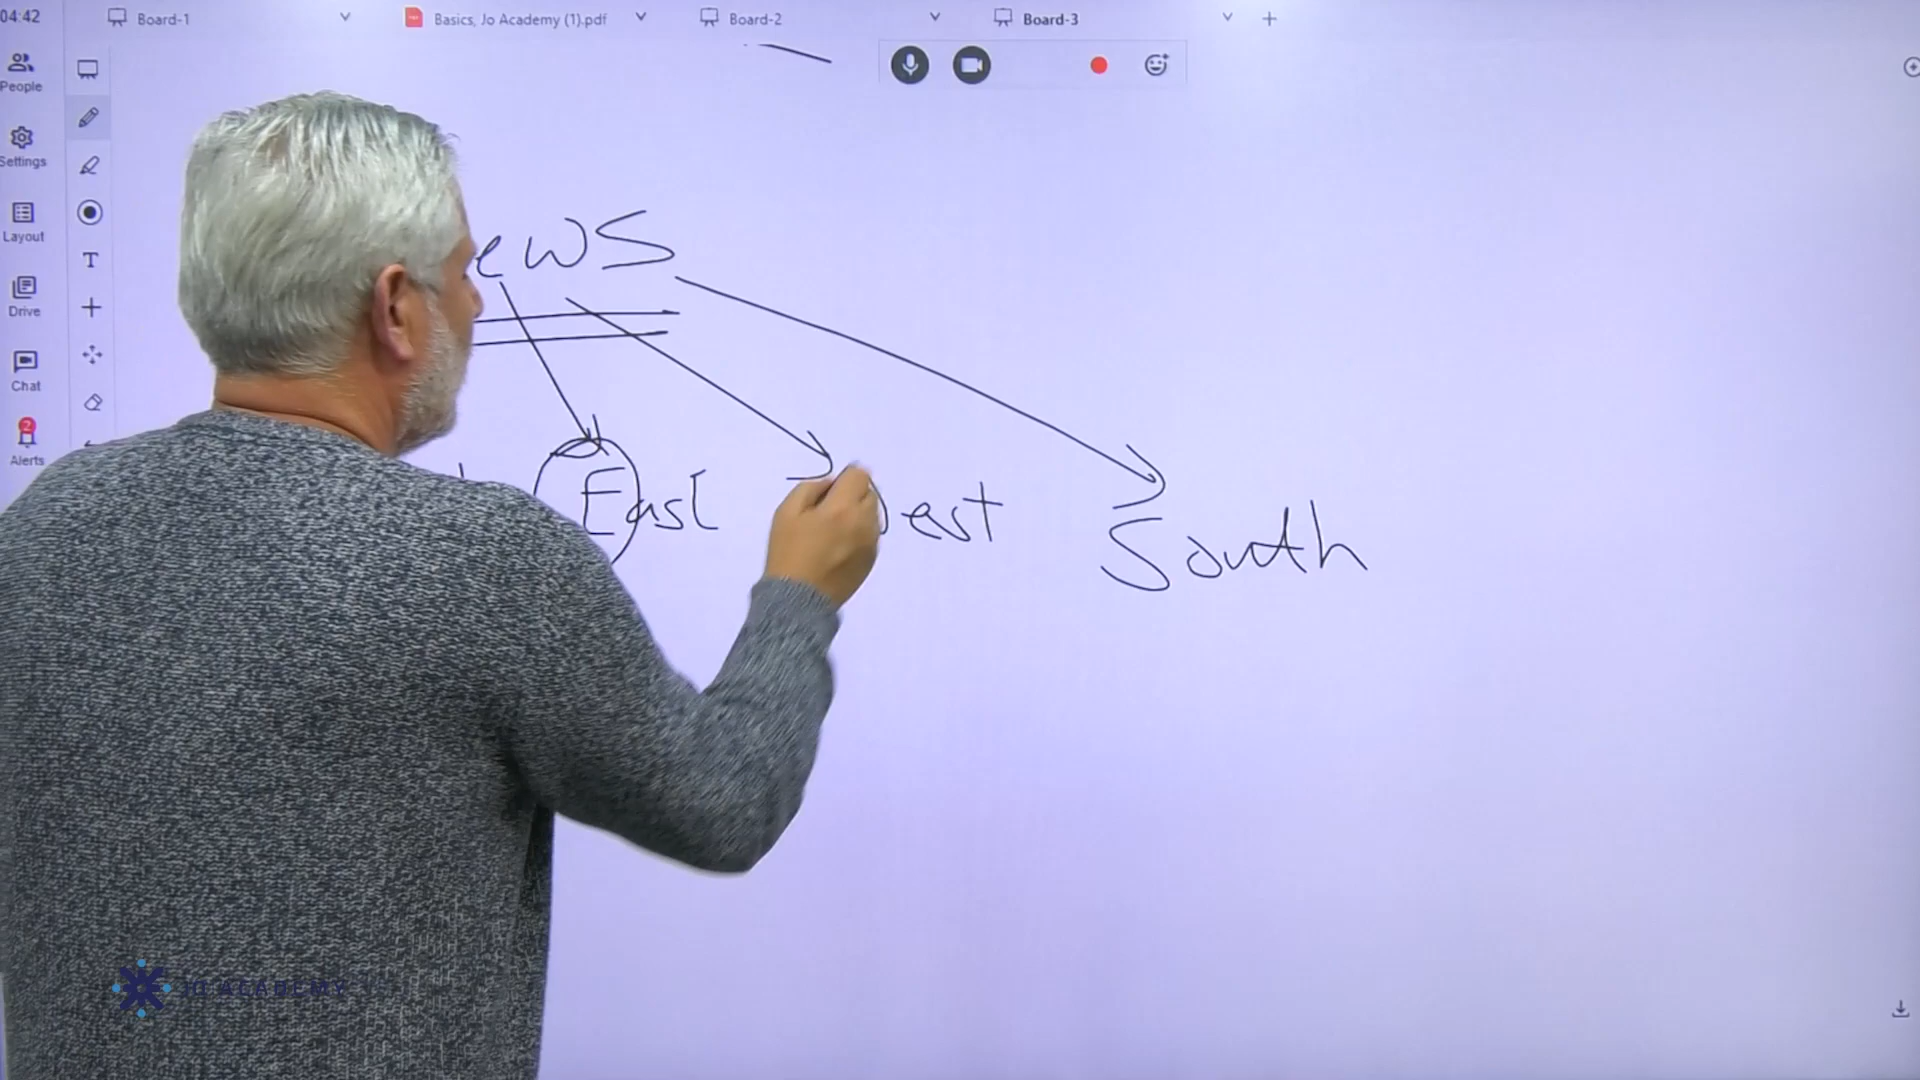 04:42
Board-1
Basics, Jo Academy (1).pdf
Board-2
Board-3
People
Settings
Layout
Drive
Chat
2
Alerts
T
ews
East
est
South
JO ACADEMY